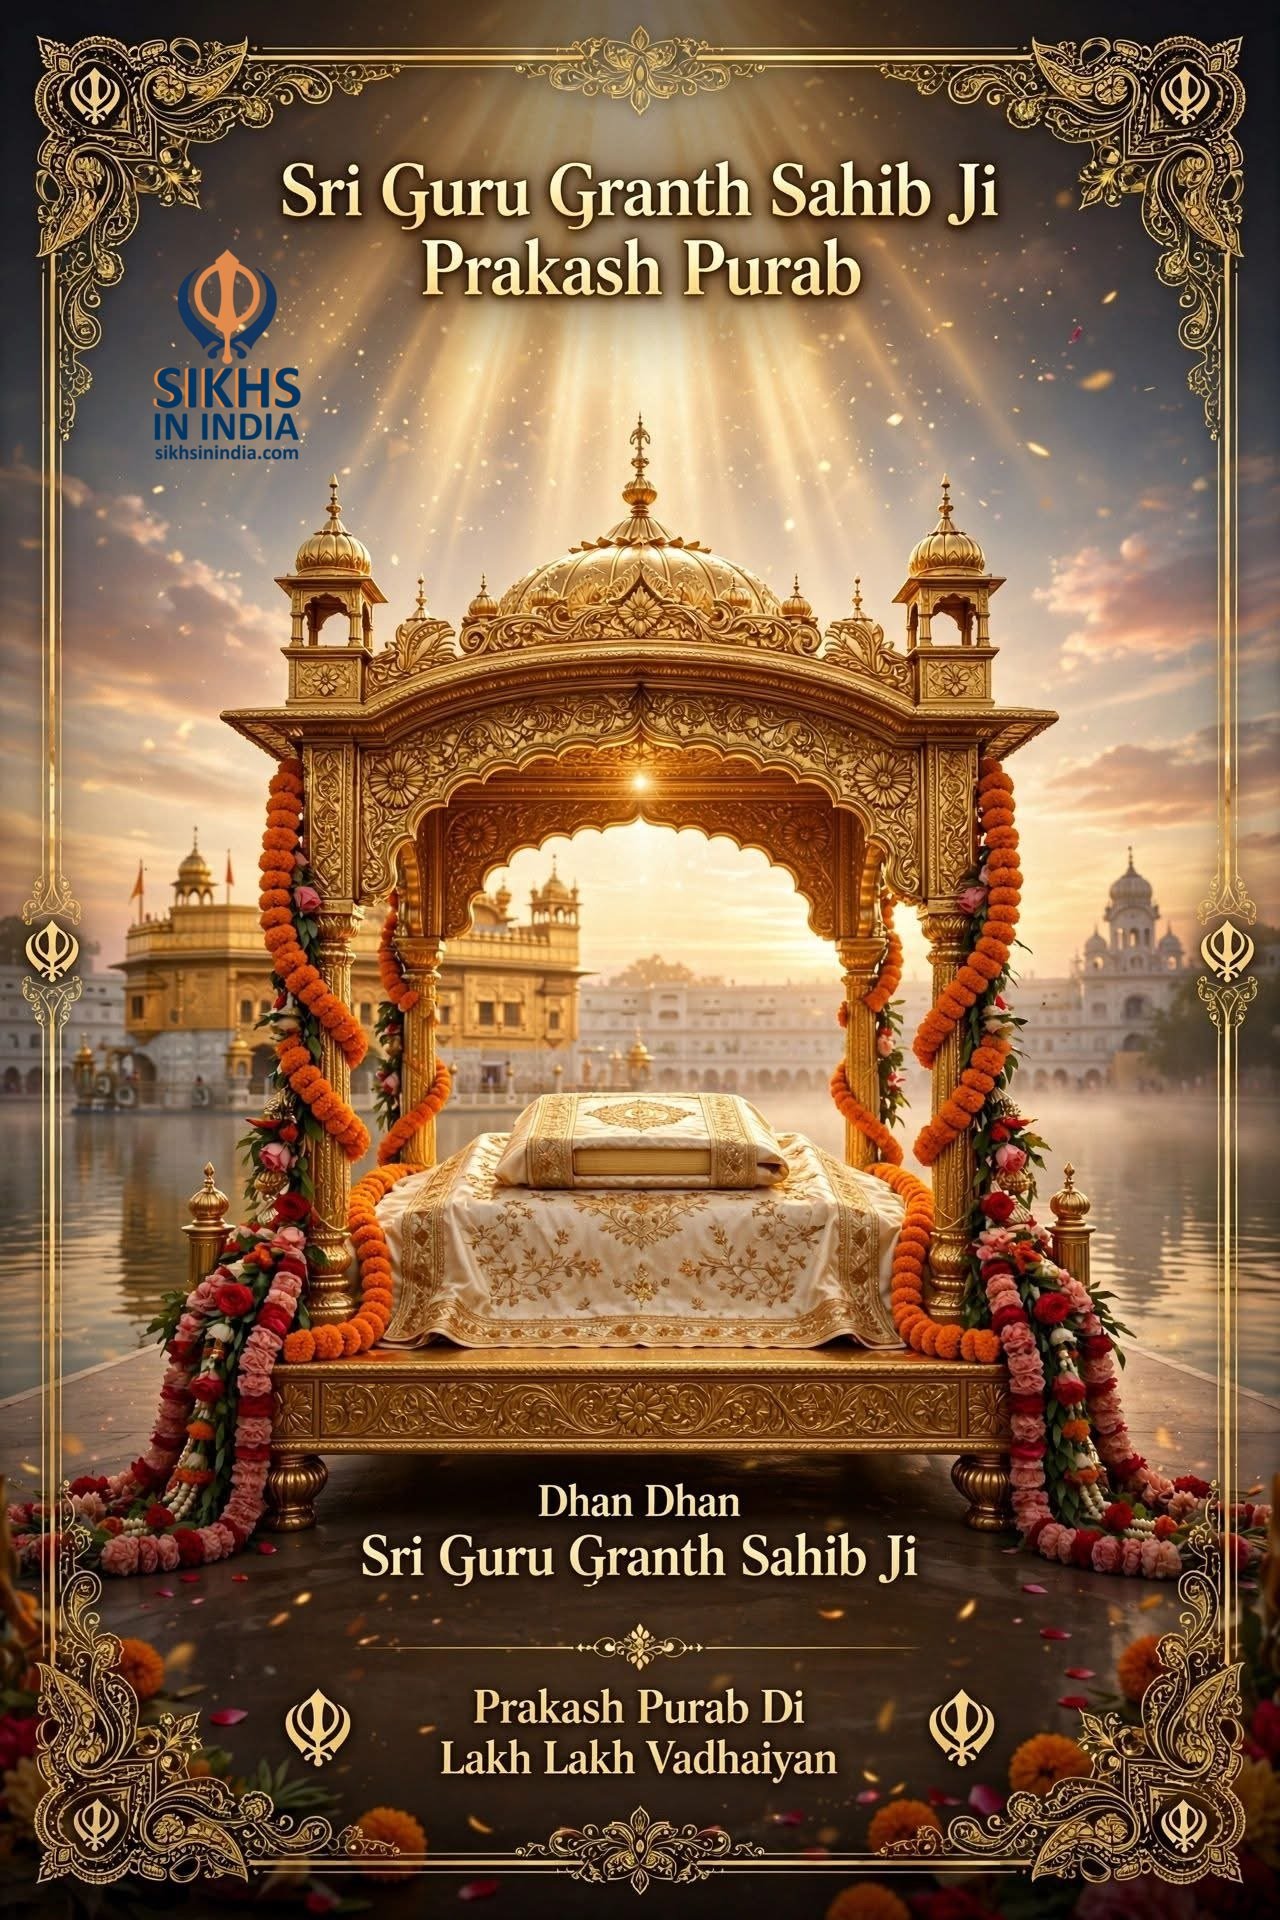 Sri Guru Granth Sahib Ji
Prakash Purab
SIKHS
IN INDIA
sikhsinindia.com
Dhan Dhan
Sri Guru Granth Sahib Ji
Prakash Purab Di
Lakh Lakh Vadhaiyan